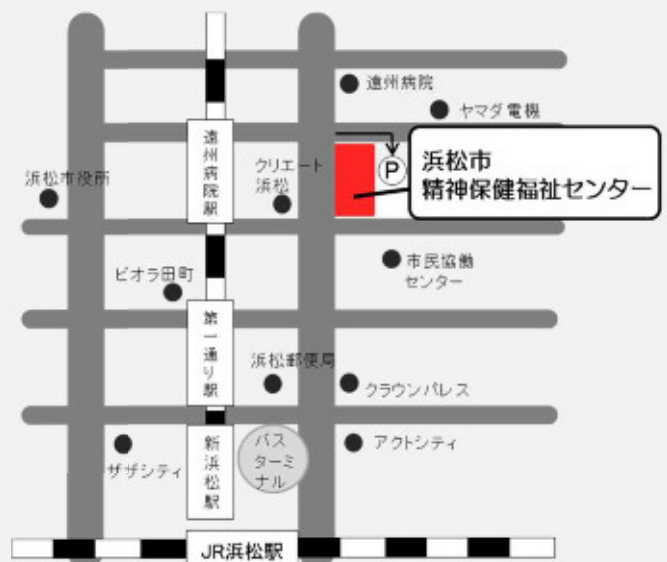 遠州病院
ヤマダ電機
浜松市
精神保健福祉センター
P
遠州病院駅
クリエート
浜松
浜松市役所
市民協働
センター
ビオラ田町
第一通り駅
浜松郵便局
クラウンパレス
新浜松駅
バス
ターミ
ナル
アクトシティ
ザザシティ
JR浜松駅